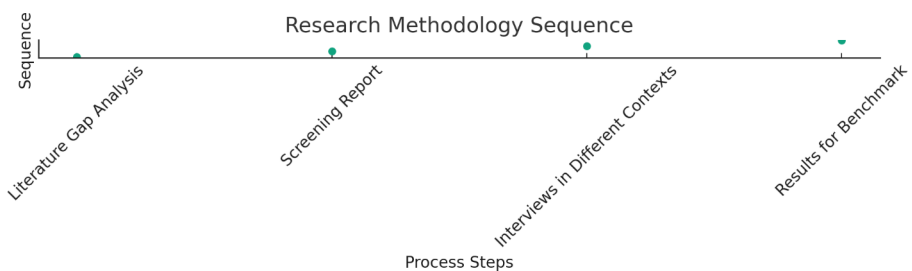 Research Methodology Sequence
Sequence
Literature Gap Analysis
Screening Report
Interviews in Different Contexts
Results for Benchmark
Process Steps